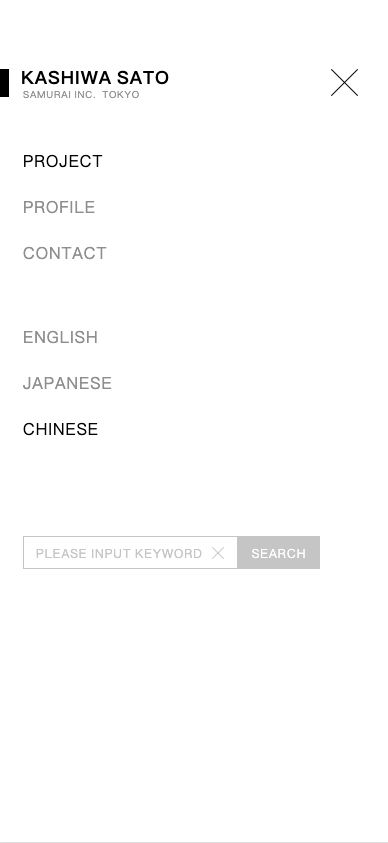 KASHIWA SATO
SAMURAI INC. TOKYO
PROJECT
PROFILE
CONTACT
ENGLISH
JAPANESE
CHINESE
PLEASE INPUT KEYWORD
SEARCH